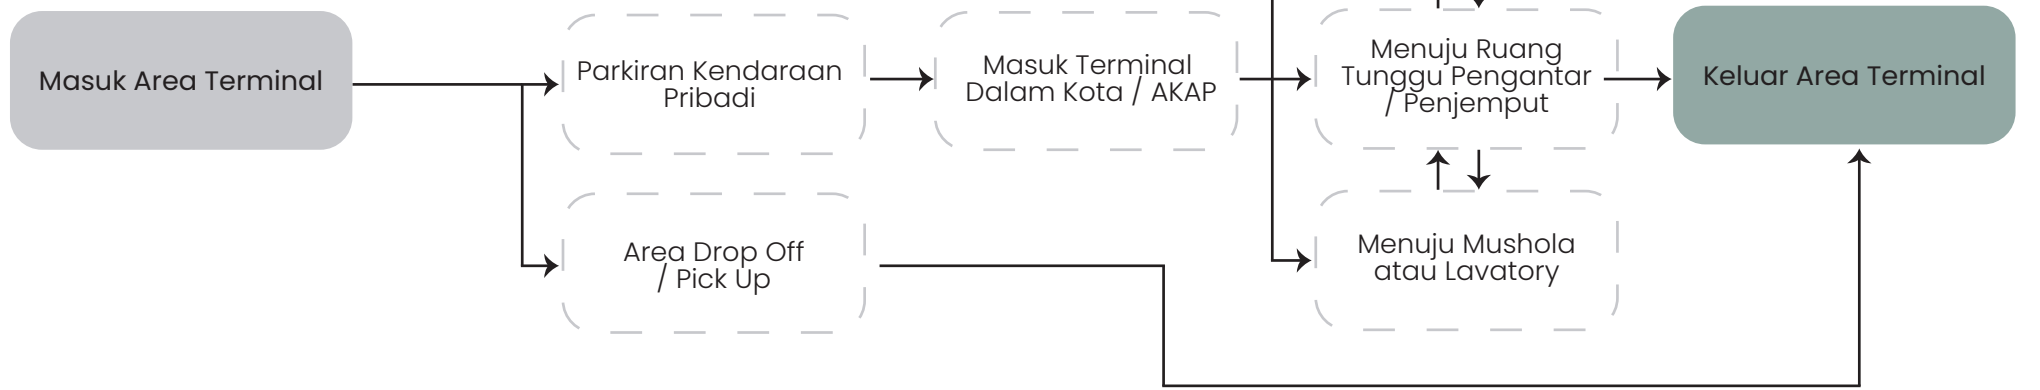 Masuk Area Terminal
Parkiran Kendaraan
Pribadi
Masuk Terminal
Dalam Kota / AKAP
Menuju Ruang
Tunggu Pengantar
/ Penjemput
Keluar Area Terminal
Area Drop Off
/ Pick Up
Menuju Mushola
atau Lavatory